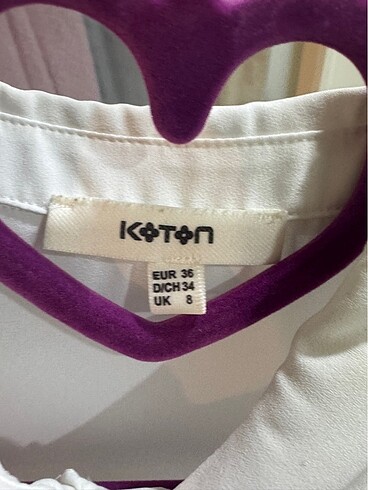 KOTON
EUR 36
D/CH 34
UK 8